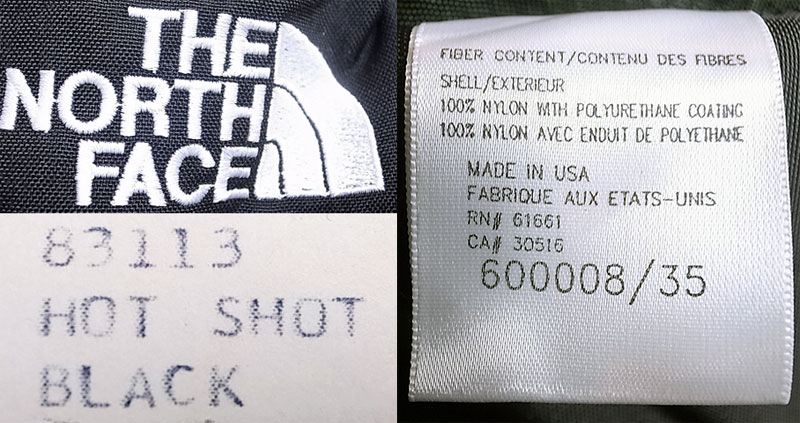 THE
NORTH
FACE
83113
HOT SHOT
BLACK
FIBER CONTENT/CONTENU DES FIBRES
SHELL/EXTERIEUR
100% NYLON WITH POLYURETHANE COATING
100% NYLON AVEC ENDUIT DE POLYETHANE
MADE IN USA
FABRIQUE AUX ETATS-UNIS
RN# 61661
CA# 30516
600008/35